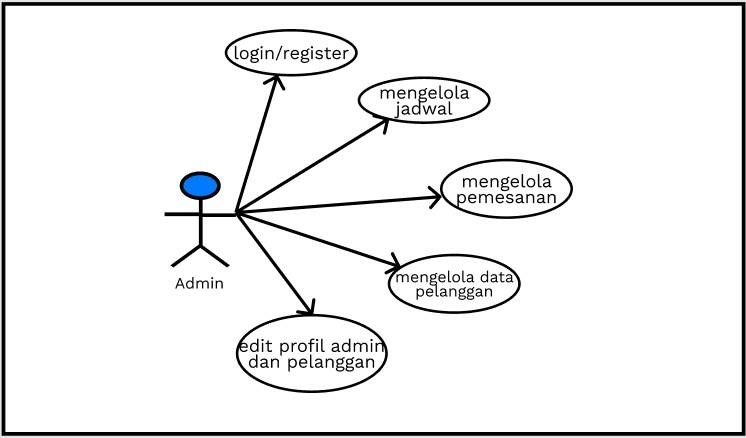 login/register
mengelola
jadwal
mengelola
pemesanan
mengelola data
pelanggan
Admin
edit profil admin
dan pelanggan